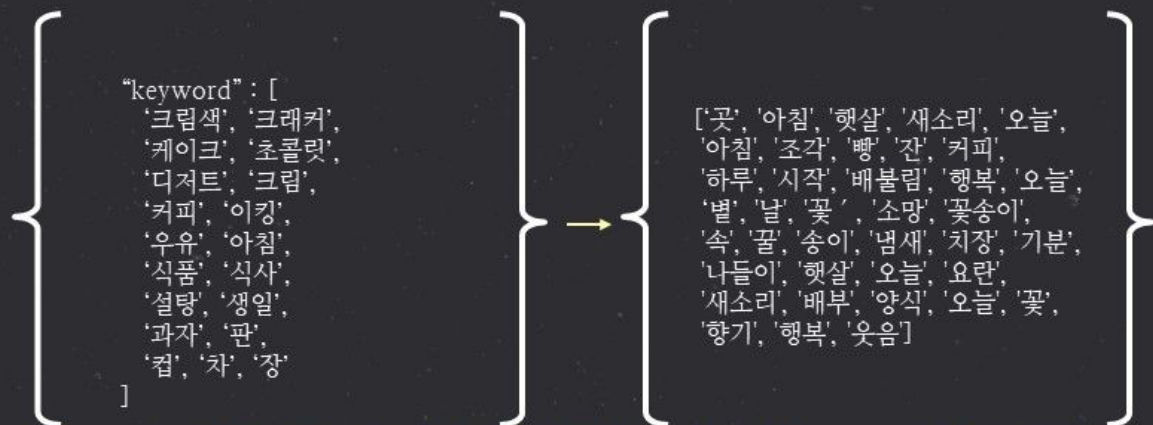 “keyword” : [
‘크림색’, ‘크래커’,
‘케이크’, ‘초콜릿’,
‘디저트’, ‘크림’,
‘커피’, ‘이킹’,
‘우유’, ‘아침’,
‘식품’, ‘식사’,
‘설탕’, ‘생일’,
‘과자’, ‘판’,
‘컵’, ‘차’, ‘장’
]
[‘곳’, '아침', '햇살', '새소리', '오늘',
'아침', '조각', '빵', '잔', '커피',
'하루', '시작', '배불림', '행복', '오늘',
‘별’, '날', '꽃 ′ , '소망', '꽃송이',
'속', '꿀', '송이', '냄새', '치장', '기분',
'나들이', '햇살', '오늘', '요란',
'새소리', '배부', '양식', '오늘', '꽃’,
'향기', '행복', '웃음']